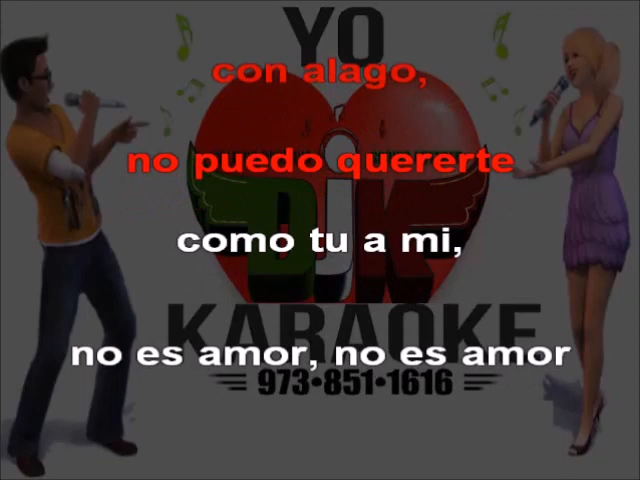 YO
con alago,
no puedo quererte
DjK
como tu a mi,
KARAOKE
no es amor, no es amor
973•851•1616